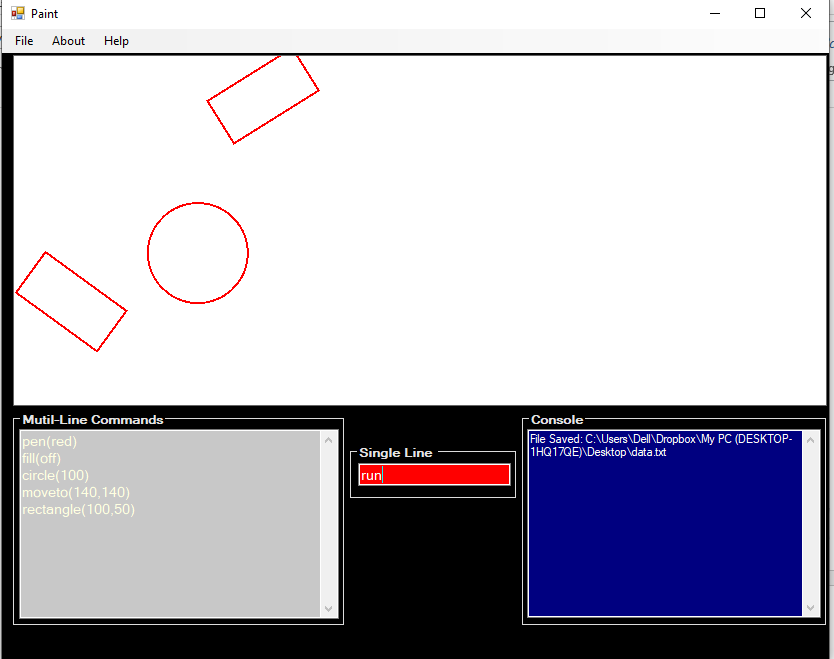 Paint
File About Help
Mutil-Line Commands
pen(red)
fill(off)
circle(100)
moveto(140,140)
rectangle(100,50)
Single Line
run
Console
File Saved: C:\Users\Dell\Dropbox\My PC (DESKTOP-
1HQ17QE)\Desktop\data.txt